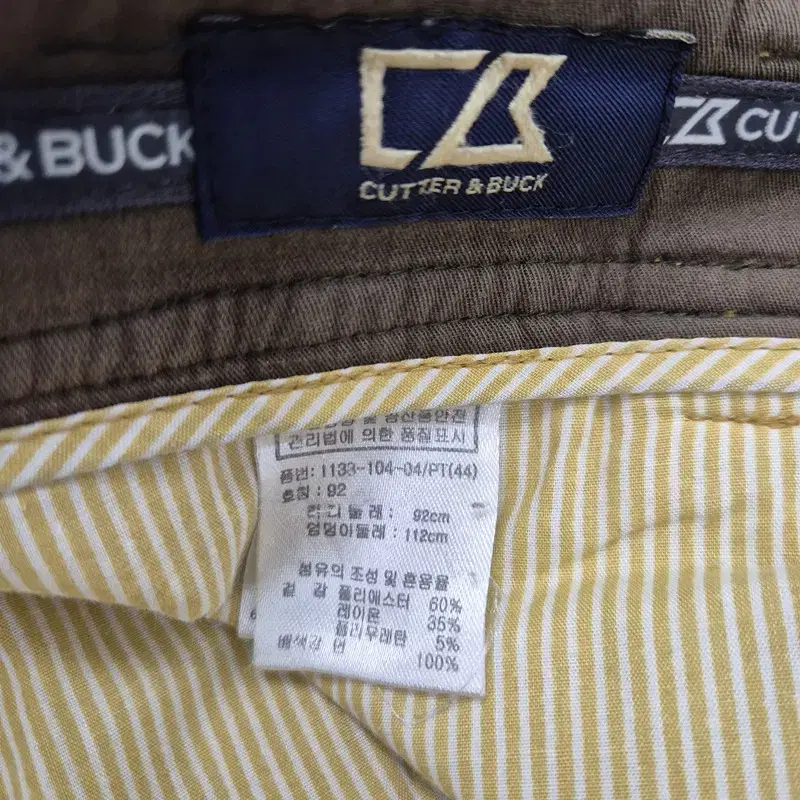 & BUCK
CUTTER & BUCK
CU
관리법에 의한 품질표시
품번: 1133-104-04/PT(44)
호칭: 92
허리둘레: 92cm
엉덩이둘레: 112cm
섬유의 조성 및 혼용율
겉감 폴리에스터 60%
레이온 35%
폴리우레탄 5%
배색감 면 100%